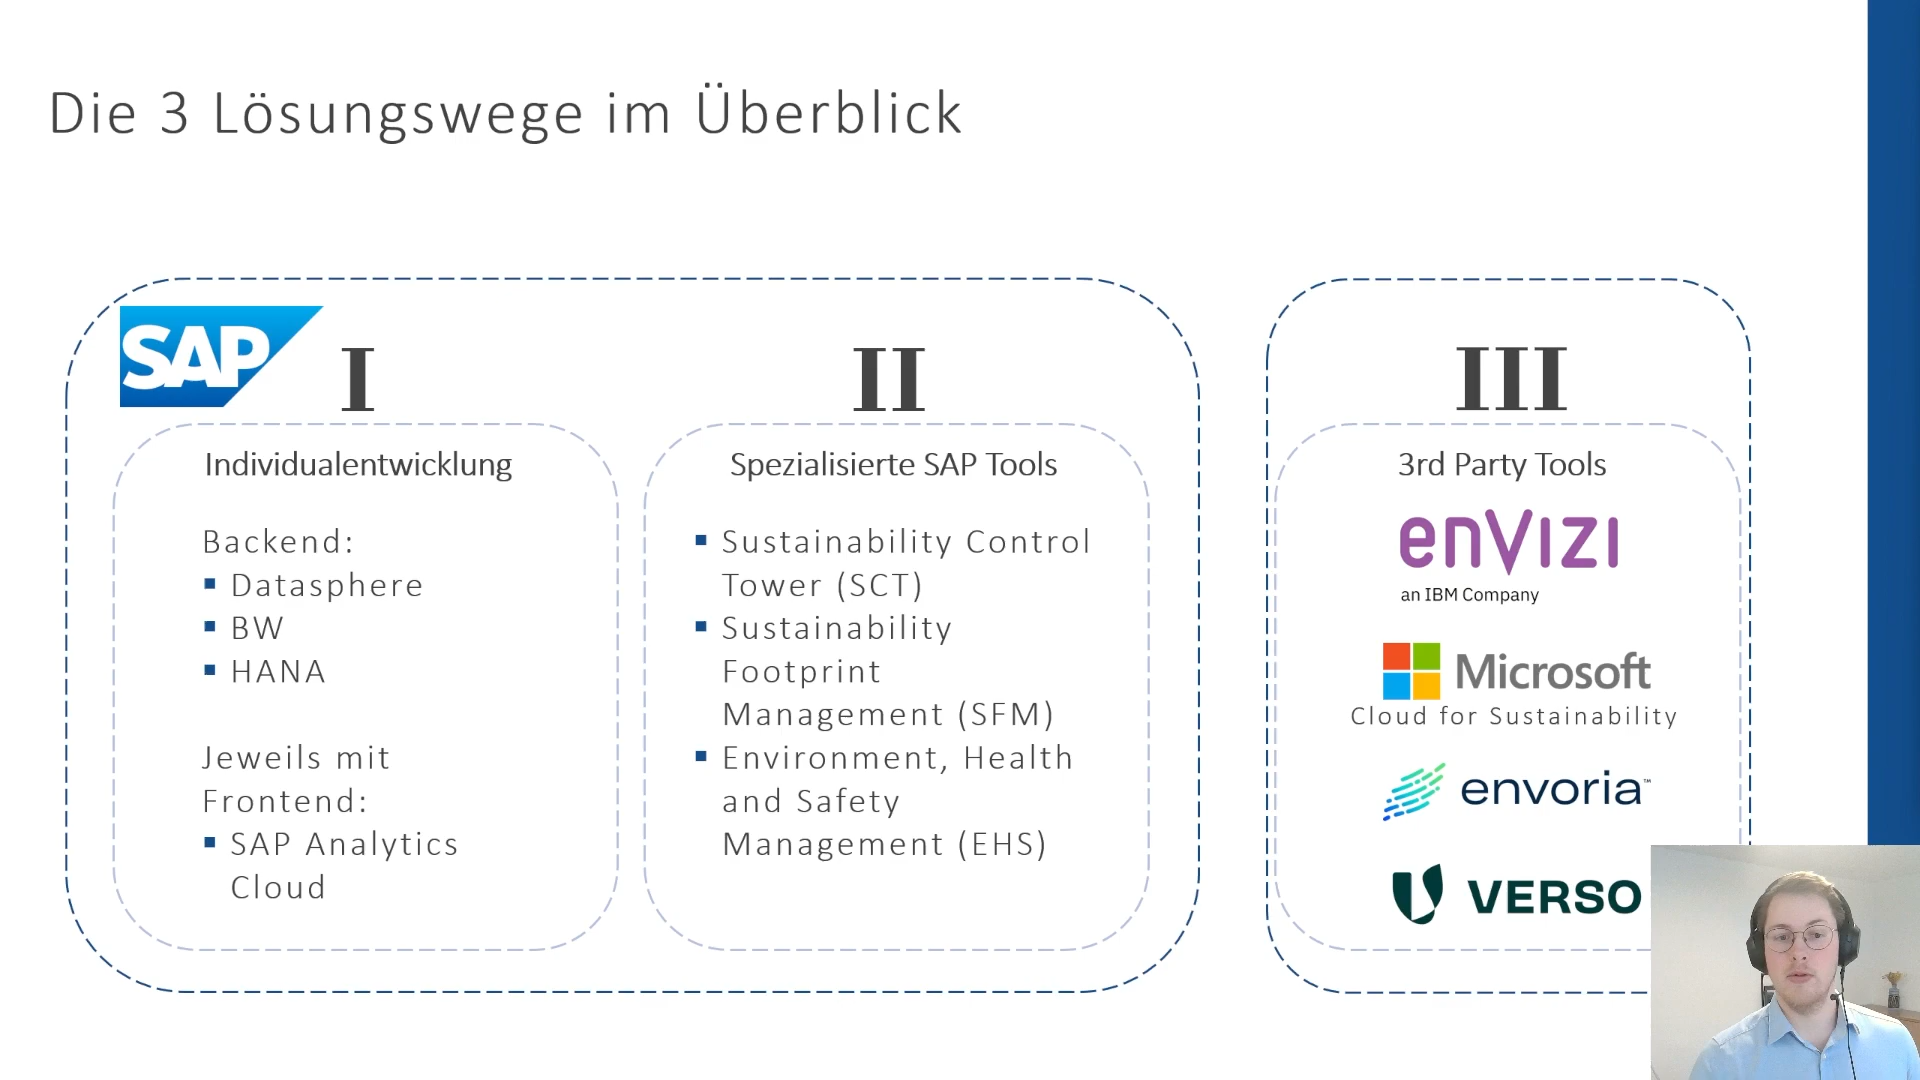 Die 3 Lösungswege im Überblick
SAP
I
Individualentwicklung
Backend:
▪ Datasphere
▪ BW
▪ HANA
Jeweils mit
Frontend:
▪ SAP Analytics
Cloud
II
Spezialisierte SAP Tools
▪ Sustainability Control
Tower (SCT)
▪ Sustainability
Footprint
Management (SFM)
▪ Environment, Health
and Safety
Management (EHS)
III
3rd Party Tools
enVIZI
an IBM Company
Microsoft
Cloud for Sustainability
envoria™
VERSO